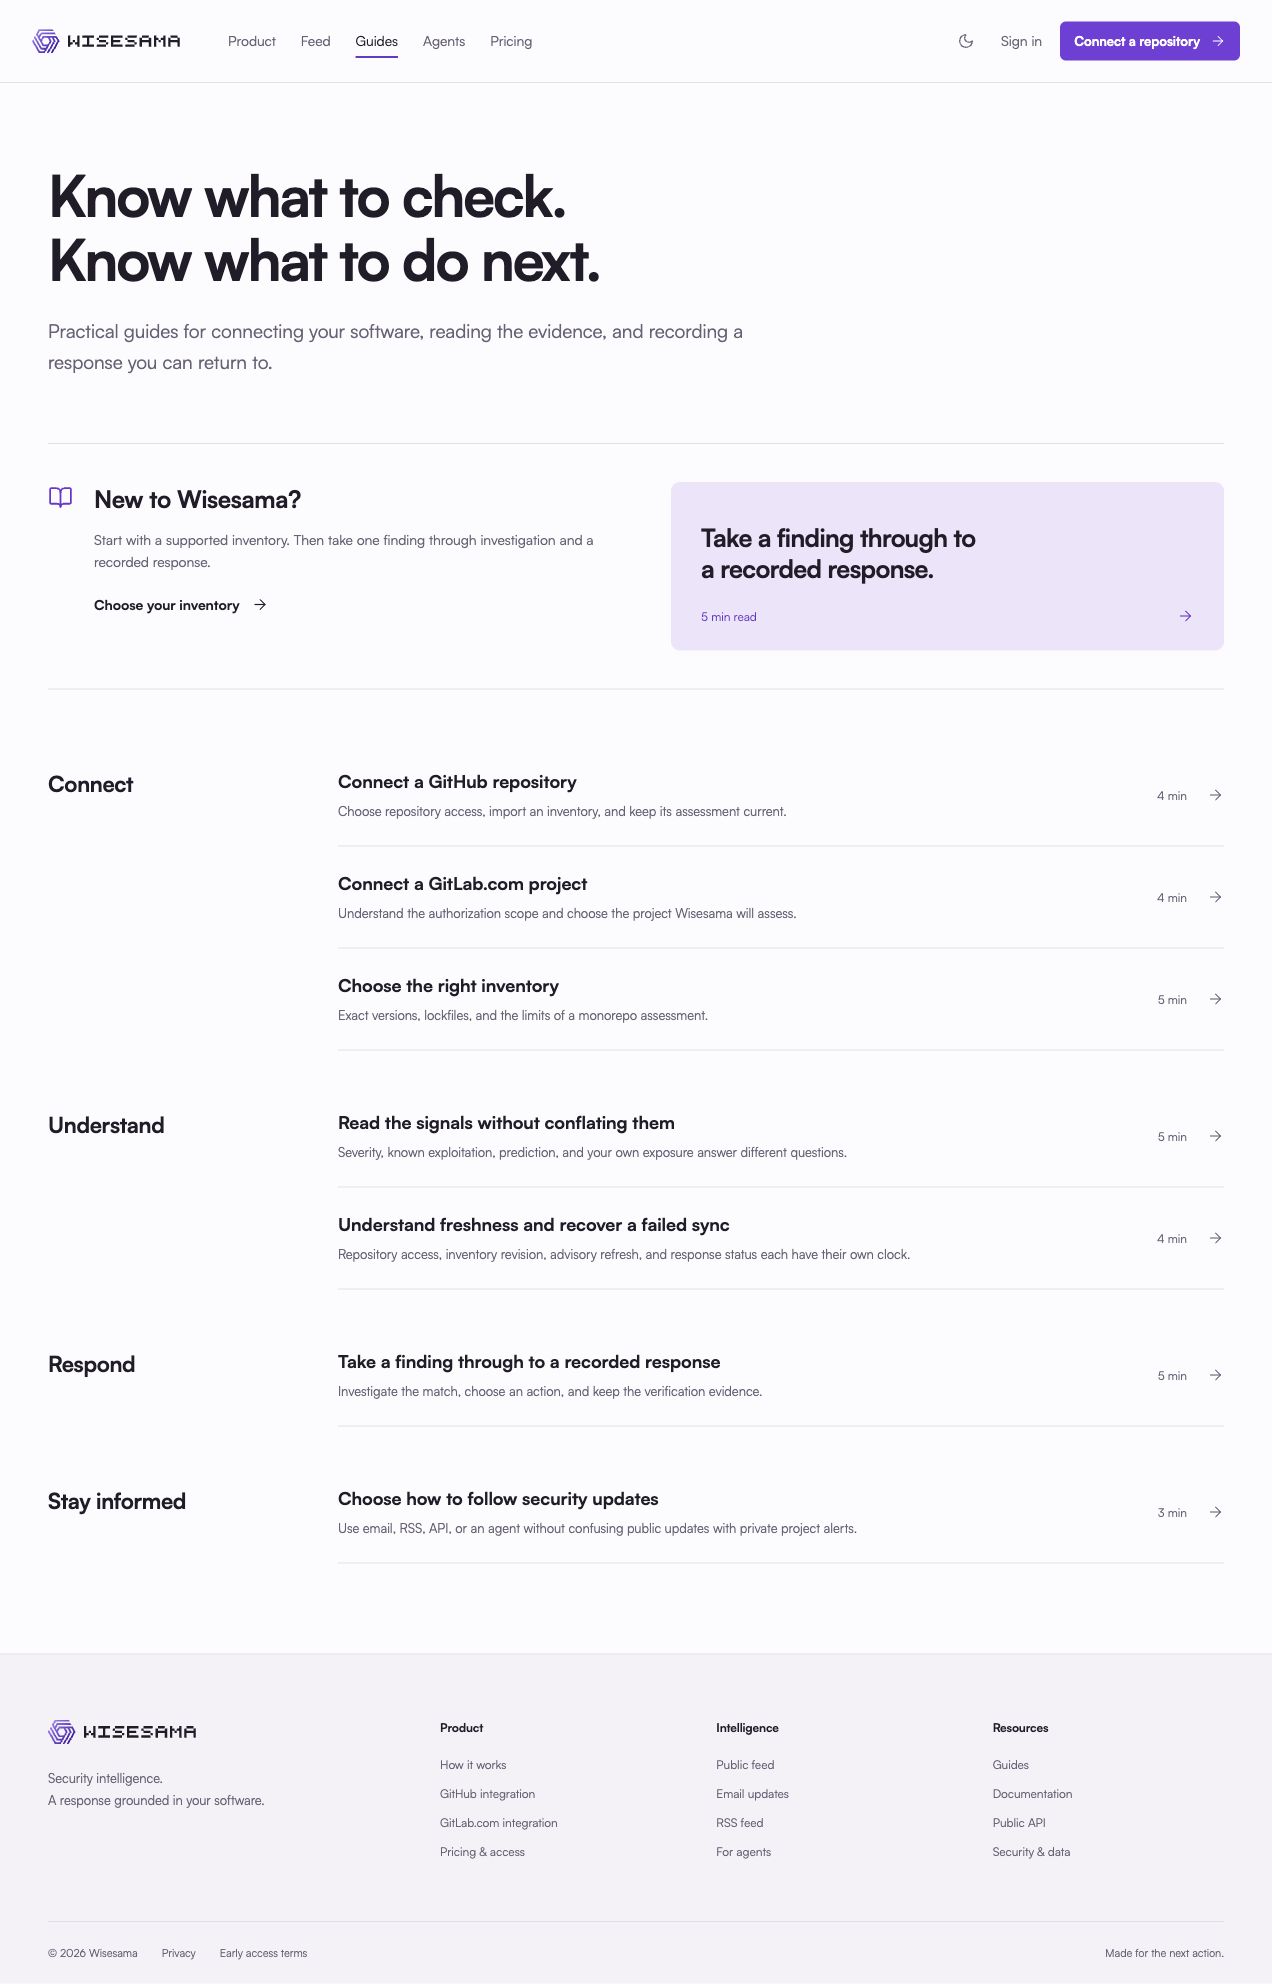 WISESAMA
Product
Feed
Guides
Agents
Pricing
Sign in
Connect a repository
Know what to check.
Know what to do next.
Practical guides for connecting your software, reading the evidence, and recording a
response you can return to.
New to Wisesama?
Start with a supported inventory. Then take one finding through investigation and a
recorded response.
Choose your inventory
Take a finding through to
a recorded response.
5 min read
Connect
Connect a GitHub repository
Choose repository access, import an inventory, and keep its assessment current.
4 min
Connect a GitLab.com project
Understand the authorization scope and choose the project Wisesama will assess.
4 min
Choose the right inventory
Exact versions, lockfiles, and the limits of a monorepo assessment.
5 min
Understand
Read the signals without conflating them
Severity, known exploitation, prediction, and your own exposure answer different questions.
5 min
Understand freshness and recover a failed sync
Repository access, inventory revision, advisory refresh, and response status each have their own clock.
4 min
Respond
Take a finding through to a recorded response
Investigate the match, choose an action, and keep the verification evidence.
5 min
Stay informed
Choose how to follow security updates
Use email, RSS, API, or an agent without confusing public updates with private project alerts.
3 min
WISESAMA
Security intelligence.
A response grounded in your software.
Product
How it works
GitHub integration
GitLab.com integration
Pricing & access
Intelligence
Public feed
Email updates
RSS feed
For agents
Resources
Guides
Documentation
Public API
Security & data
© 2026 Wisesama
Privacy
Early access terms
Made for the next action.